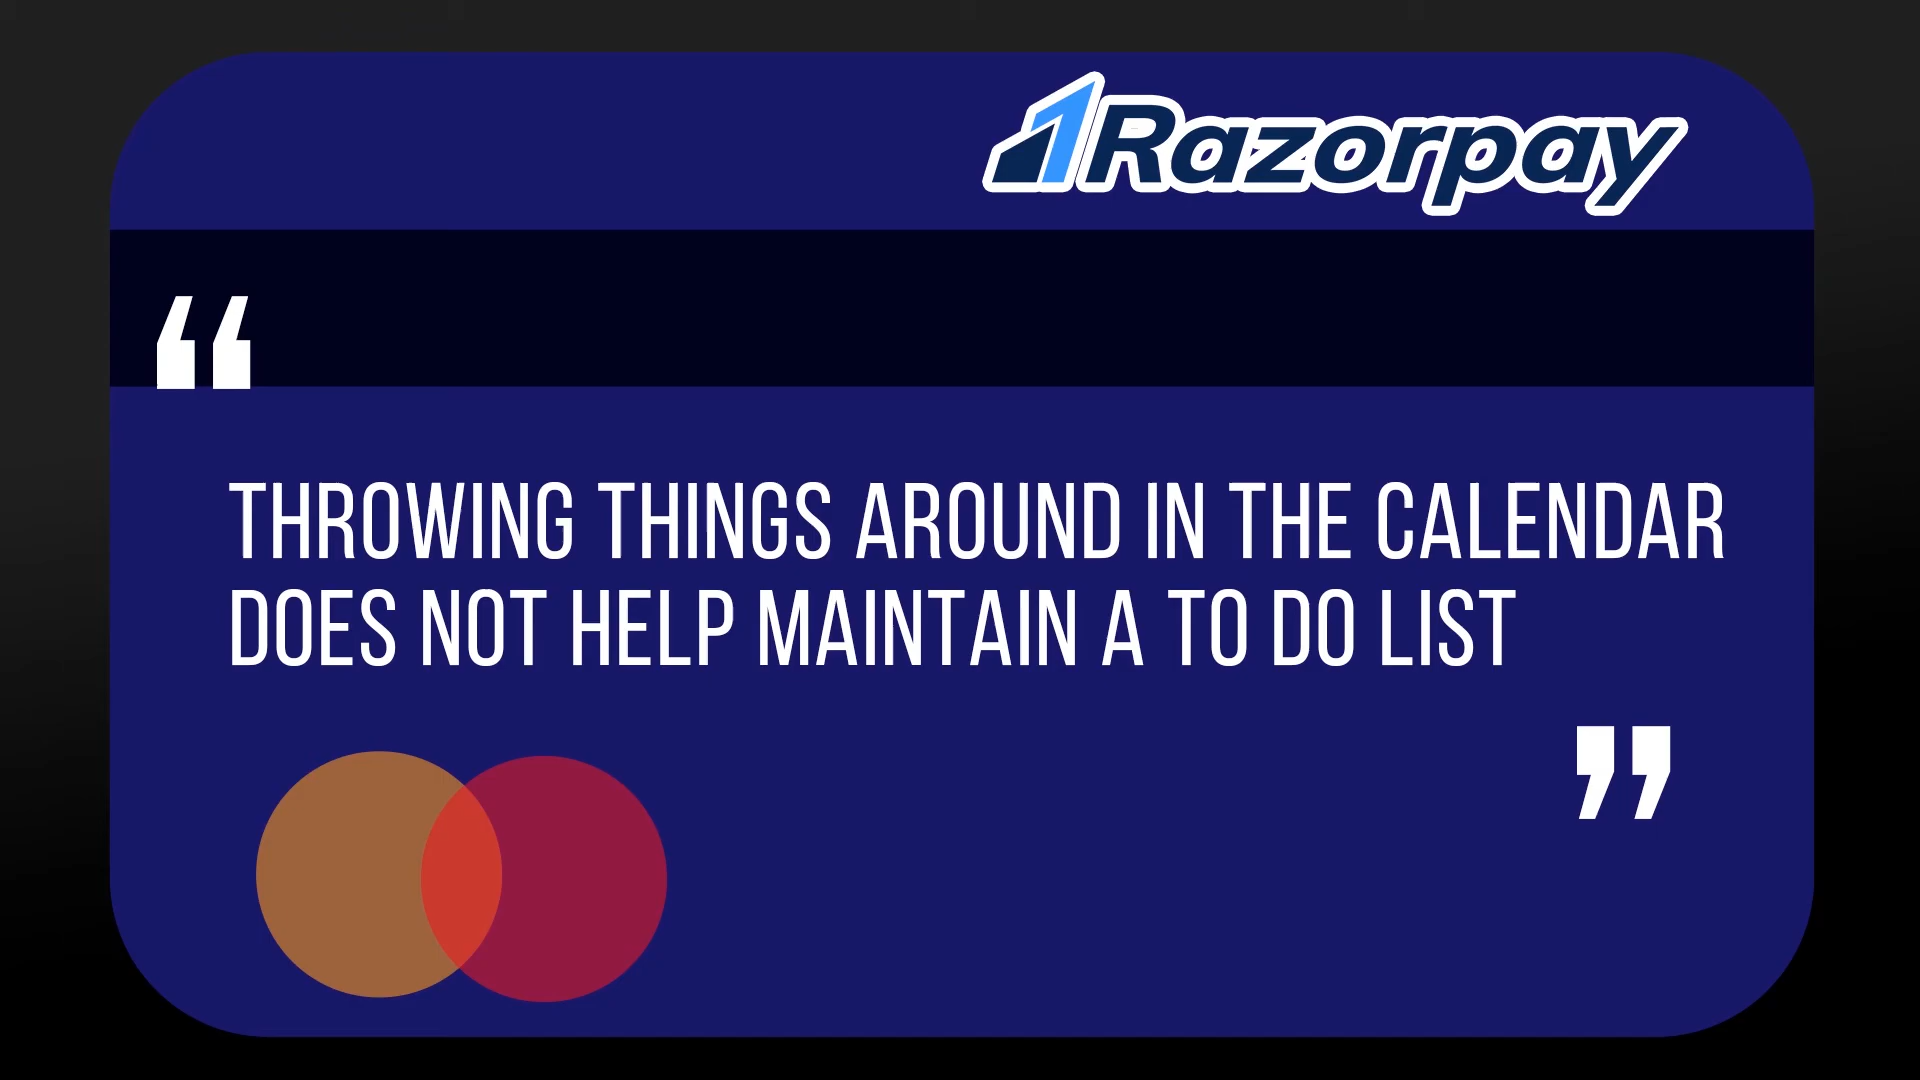 Razorpay
“
THROWING THINGS AROUND IN THE CALENDAR
DOES NOT HELP MAINTAIN A TO DO LIST
”